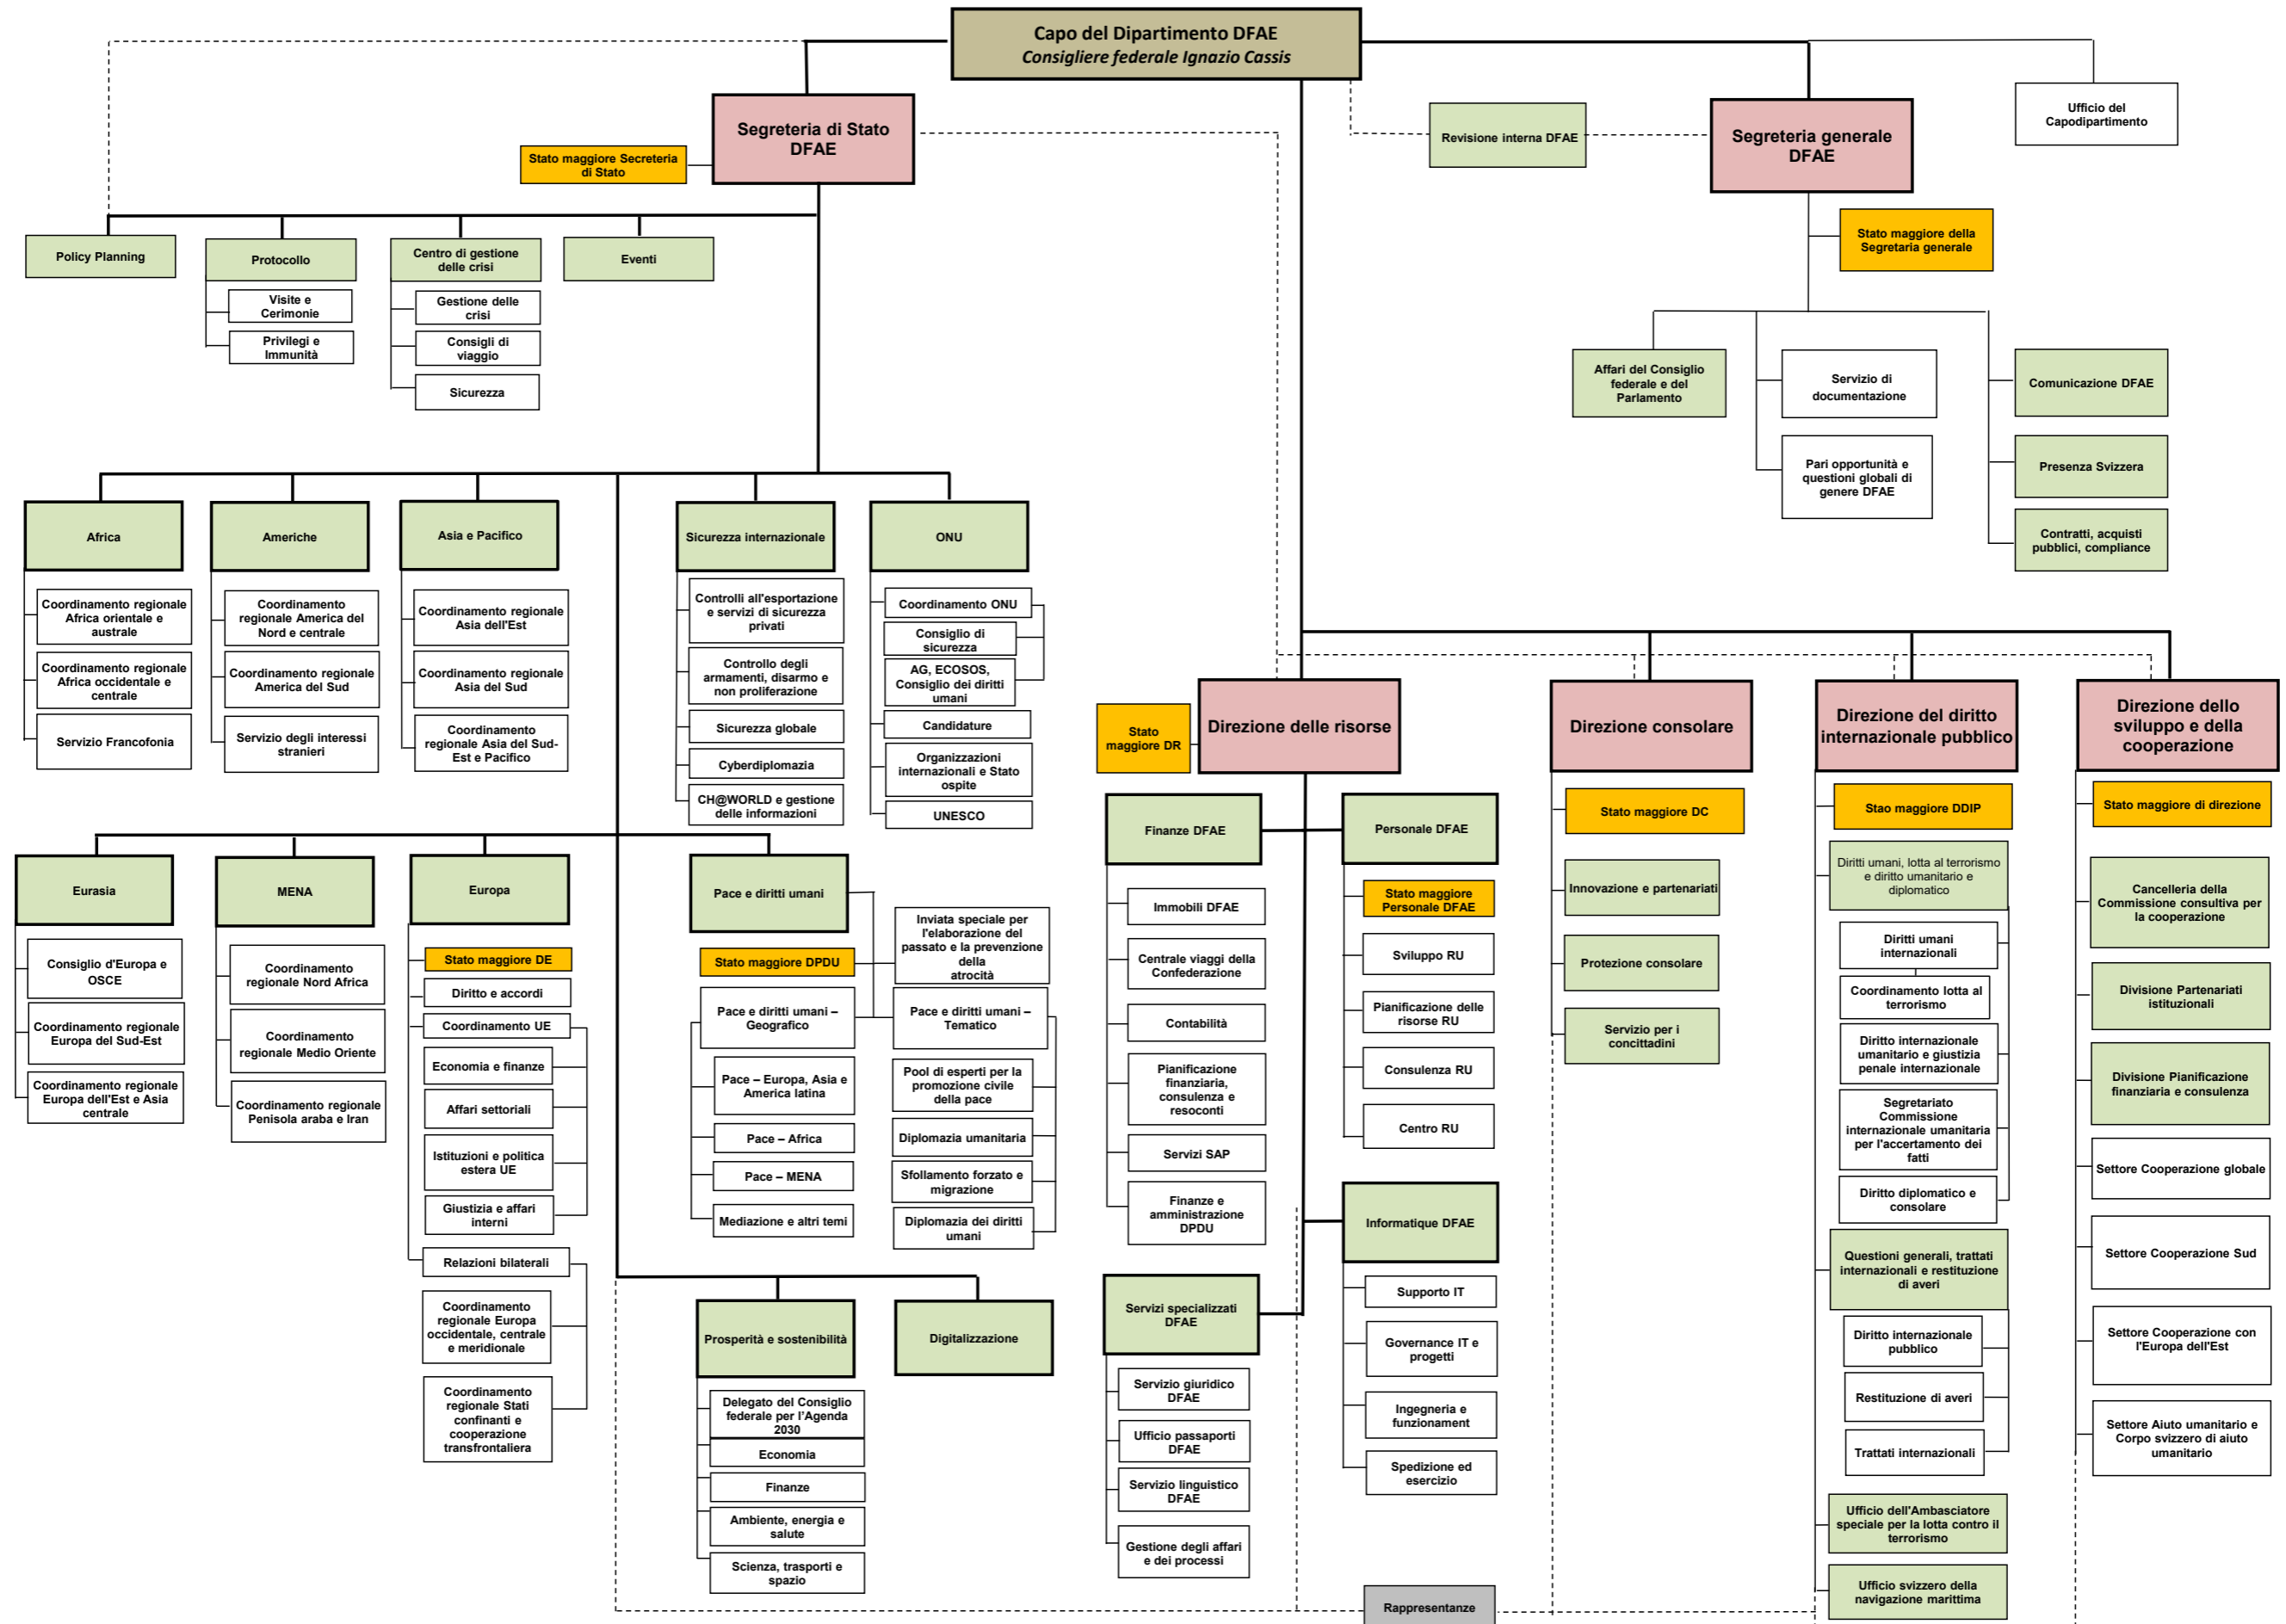 Capo del Dipartimento DFAE
Consigliere federale Ignazio Cassis
Segreteria di Stato
DFAE
Stato maggiore Secreteria
di Stato
Revisione interna DFAE
Segreteria generale
DFAE
Ufficio del
Capodipartimento
Stato maggiore della
Segretaria generale
Policy Planning
Protocollo
Visite e
Cerimonie
Privilegi e
Immunità
Centro di gestione
delle crisi
Gestione delle
crisi
Consigli di
viaggio
Sicurezza
Eventi
Affari del Consiglio
federale e del
Parlamento
Servizio di
documentazione
Pari opportunità e
questioni globali di
genere DFAE
Comunicazione DFAE
Presenza Svizzera
Contratti, acquisti
pubblici, compliance
Africa
Coordinamento regionale
Africa orientale e
australe
Coordinamento regionale
Africa occidentale e
centrale
Servizio Francofonia
Americhe
Coordinamento
regionale America del
Nord e centrale
Coordinamento regionale
America del Sud
Servizio degli interessi
stranieri
Asia e Pacifico
Coordinamento regionale
Asia dell'Est
Coordinamento regionale
Asia del Sud
Coordinamento
regionale Asia del Sud-
Est e Pacifico
Sicurezza internazionale
Controlli all'esportazione
e servizi di sicurezza
privati
Controllo degli
armamenti, disarmo e
non proliferazione
Sicurezza globale
Cyberdiplomazia
CH@WORLD e gestione
delle informazioni
ONU
Coordinamento ONU
Consiglio di
sicurezza
AG, ECOSOS,
Consiglio dei diritti
umani
Candidature
Organizzazioni
internazionali e Stato
ospite
UNESCO
Eurasia
Consiglio d'Europa e
OSCE
Coordinamento regionale
Europa del Sud-Est
Coordinamento regionale
Europa dell'Est e Asia
centrale
MENA
Coordinamento
regionale Nord Africa
Coordinamento
regionale Medio Oriente
Coordinamento regionale
Penisola araba e Iran
Europa
Stato maggiore DE
Diritto e accordi
Coordinamento UE
Economia e finanze
Affari settoriali
Istituzioni e politica
estera UE
Giustizia e affari
interni
Relazioni bilaterali
Coordinamento
regionale Europa
occidentale, centrale
e meridionale
Coordinamento
regionale Stati
confinanti e
cooperazione
transfrontaliera
Pace e diritti umani
Stato maggiore DPDU
Inviata speciale per
l'elaborazione del
passato e la prevenzione
della
atrocità
Pace e diritti umani –
Geografico
Pace – Europa, Asia e
America latina
Pace – Africa
Pace – MENA
Mediazione e altri temi
Pace e diritti umani –
Tematico
Pool di esperti per la
promozione civile
della pace
Diplomazia umanitaria
Sfollamento forzato e
migrazione
Diplomazia dei diritti
umani
Prosperità e sostenibilità
Delegato del Consiglio
federale per l'Agenda
2030
Economia
Finanze
Ambiente, energia e
salute
Scienza, trasporti e
spazio
Digitalizzazione
Stato
maggiore DR
Direzione delle risorse
Finanze DFAE
Immobili DFAE
Centrale viaggi della
Confederazione
Contabilità
Pianificazione
finanziaria,
consulenza e
resoconti
Servizi SAP
Finanze e
amministrazione
DPDU
Personale DFAE
Stato maggiore
Personale DFAE
Sviluppo RU
Pianificazione delle
risorse RU
Consulenza RU
Centro RU
Informatique DFAE
Supporto IT
Governance IT e
progetti
Ingegneria e
funzionament
Spedizione ed
esercizio
Servizi specializzati
DFAE
Servizio giuridico
DFAE
Ufficio passaporti
DFAE
Servizio linguistico
DFAE
Gestione degli affari
e dei processi
Direzione consolare
Stato maggiore DC
Innovazione e partenariati
Protezione consolare
Servizio per i
concittadini
Direzione del diritto
internazionale pubblico
Stao maggiore DDIP
Diritti umani, lotta al terrorismo
e diritto umanitario e
diplomatico
Diritti umani
internazionali
Coordinamento lotta al
terrorismo
Diritto internazionale
umanitario e giustizia
penale internazionale
Segretariato
Commissione
internazionale umanitaria
per l'accertamento dei
fatti
Diritto diplomatico e
consolare
Questioni generali, trattati
internazionali e restituzione
di averi
Diritto internazionale
pubblico
Restituzione di averi
Trattati internazionali
Ufficio dell'Ambasciatore
speciale per la lotta contro il
terrorismo
Ufficio svizzero della
navigazione marittima
Direzione dello
sviluppo e della
cooperazione
Stato maggiore di direzione
Cancelleria della
Commissione consultiva per
la cooperazione
Divisione Partenariati
istituzionali
Divisione Pianificazione
finanziaria e consulenza
Settore Cooperazione globale
Settore Cooperazione Sud
Settore Cooperazione con
l'Europa dell'Est
Settore Aiuto umanitario e
Corpo svizzero di aiuto
umanitario
Rappresentanze